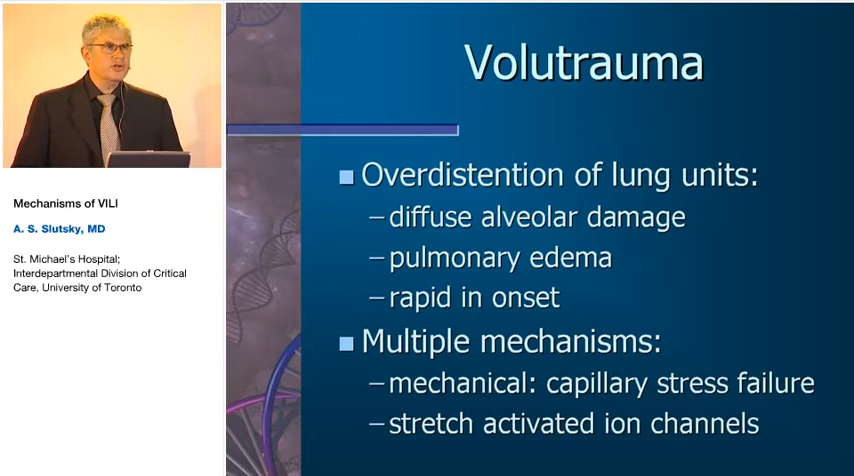 Volutrauma
Overdistention of lung units:
–diffuse alveolar damage
–pulmonary edema
–rapid in onset
Multiple mechanisms:
–mechanical: capillary stress failure
–stretch activated ion channels
Mechanisms of VILI
A. S. Slutsky, MD
St. Michael's Hospital;
Interdepartmental Division of Critical
Care, University of Toronto